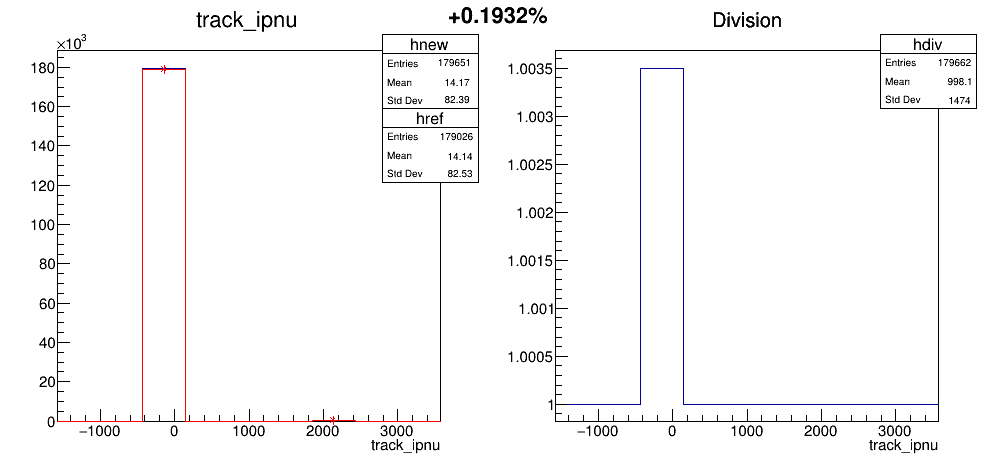 track_ipnu
+0.1932%
Division
×10³
hnew
Entries 179651
Mean 14.17
Std Dev 82.39
href
Entries 179026
Mean 14.14
Std Dev 82.53
180
160
140
120
100
80
60
40
20
0
−1000 0 1000 2000 3000
track_ipnu
hdiv
Entries 179662
Mean 998.1
Std Dev 1474
1.0035
1.003
1.0025
1.002
1.0015
1.001
1.0005
1
−1000 0 1000 2000 3000
track_ipnu